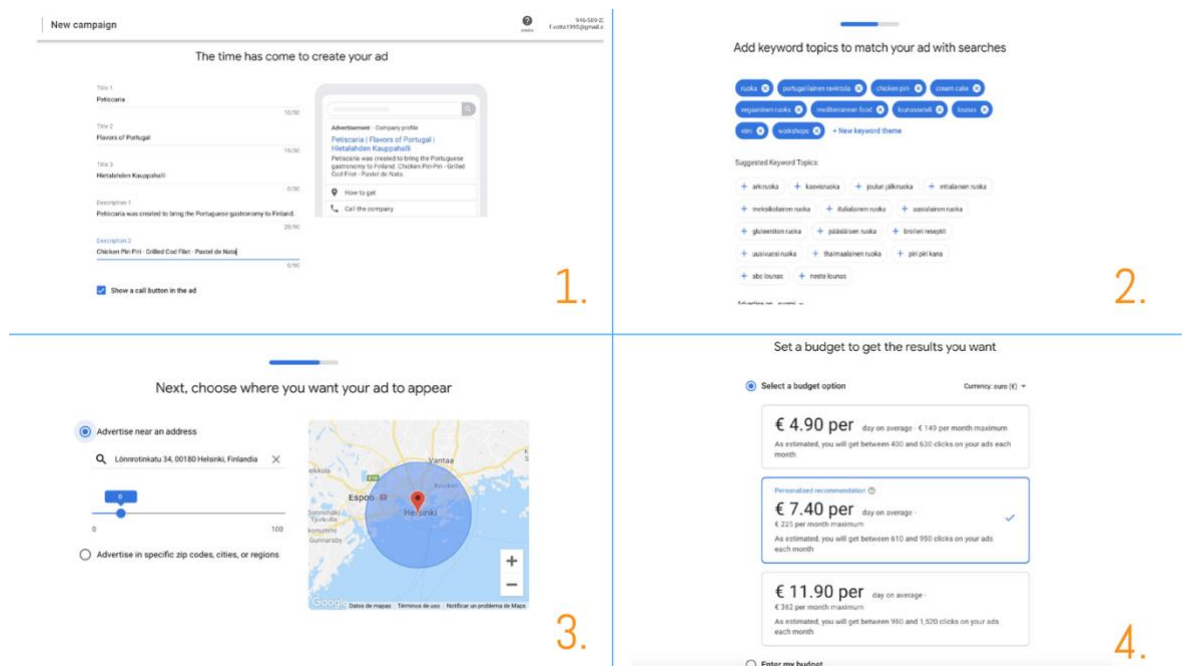 New campaign
The time has come to create your ad
Title 1
Petiscaria
10/30
Title 2
Flavors of Portugal
19/30
Title 3
Hietalahden Kauppahalli
0/30
Description 1
Petiscaria was created to bring the Portuguese gastronomy to Finland.
Description 2
Chicken Piri-Piri - Grilled Cod Filet - Pastel de Nata
0/90
Show a call button in the ad
Advertisement · Company profile
Petiscaria | Flavors of Portugal |
Hietalahden Kauppahalli
Petiscaria was created to bring the Portuguese
gastronomy to Finland. Chicken Piri-Piri - Grilled
Cod Filet - Pastel de Nata.
How to get
Call the company
1.
Add keyword topics to match your ad with searches
ruoka portugalilainen ravintola chicken piri cream cake
vegaaninen ruoka mediterranean food lounassetelit lounas
viini workshops + New keyword theme
Suggested Keyword Topics:
+ arkiruoka + kasvisruoka + joulun jälkiruoka + intialainen ruoka
+ meksikolainen ruoka + italialainen ruoka + aasialainen ruoka
+ gluteeniton ruoka + pääsiäisen ruoka + broileri reseptit
+ uusivuosi ruoka + thaimaalainen ruoka + piri piri kana
+ abc lounas + neste lounas
2.
Next, choose where you want your ad to appear
Advertise near an address
Lönnrotinkatu 34, 00180 Helsinki, Finlandia
0 100
Advertise in specific zip codes, cities, or regions
Vantaa
Espoo
Helsinki
Google Datos de mapas Términos de uso Notificar un problema de Maps
3.
Set a budget to get the results you want
Select a budget option Currency: euro (€)
€ 4.90 per day on average · € 149 per month maximum
As estimated, you will get between 400 and 630 clicks on your ads each
month
Personalized recommendation
€ 7.40 per day on average ·
€ 225 per month maximum
As estimated, you will get between 610 and 950 clicks on your ads
each month
€ 11.90 per day on average ·
€ 362 per month maximum
As estimated, you will get between 980 and 1,520 clicks on your ads
each month
Enter my budget
4.